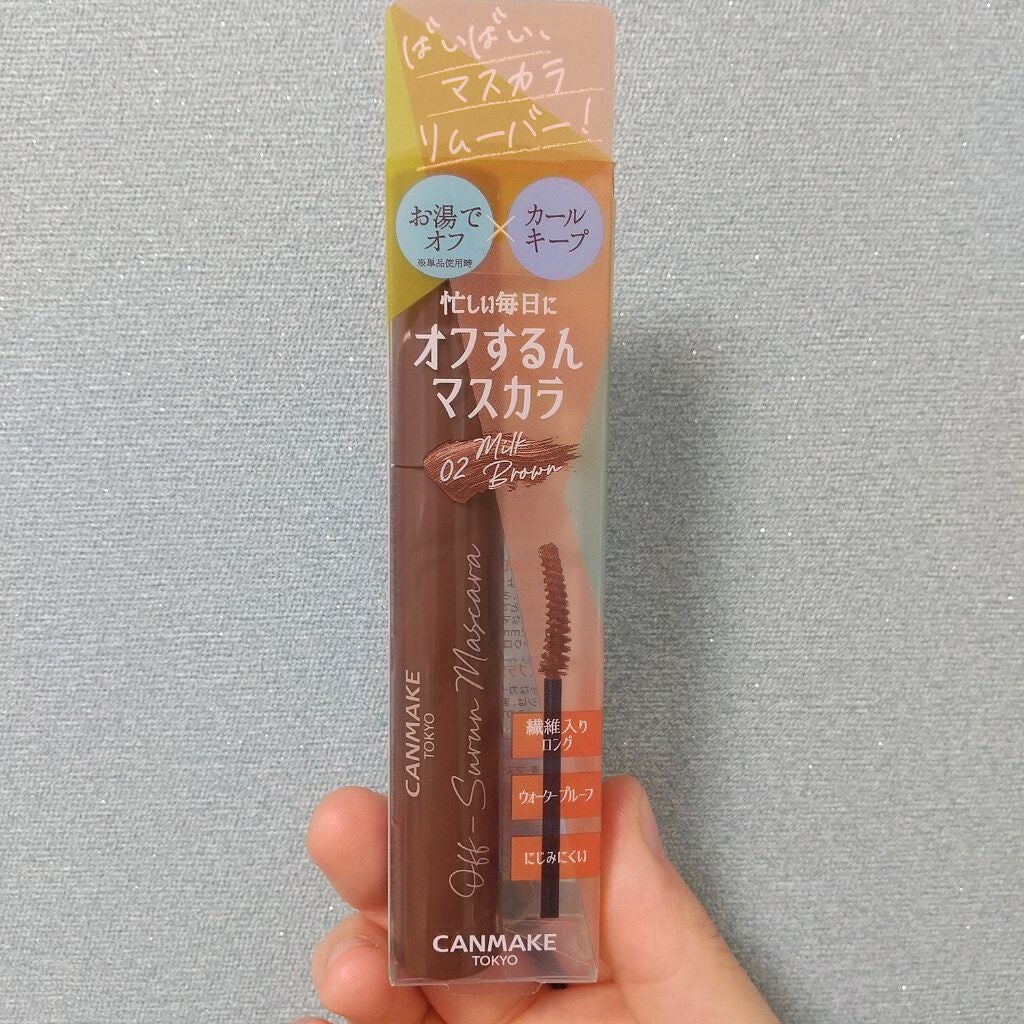 ばいばい、
マスカラ
リムーバー!
お湯で
オフ
※単品使用時
×
カール
キープ
忙しい毎日に
オフするん
マスカラ
02 Milk
Brown
CANMAKE
TOKYO
Off-Surun Mascara
繊維入り
ロング
ウォータープルーフ
にじみにくい
CANMAKE
TOKYO